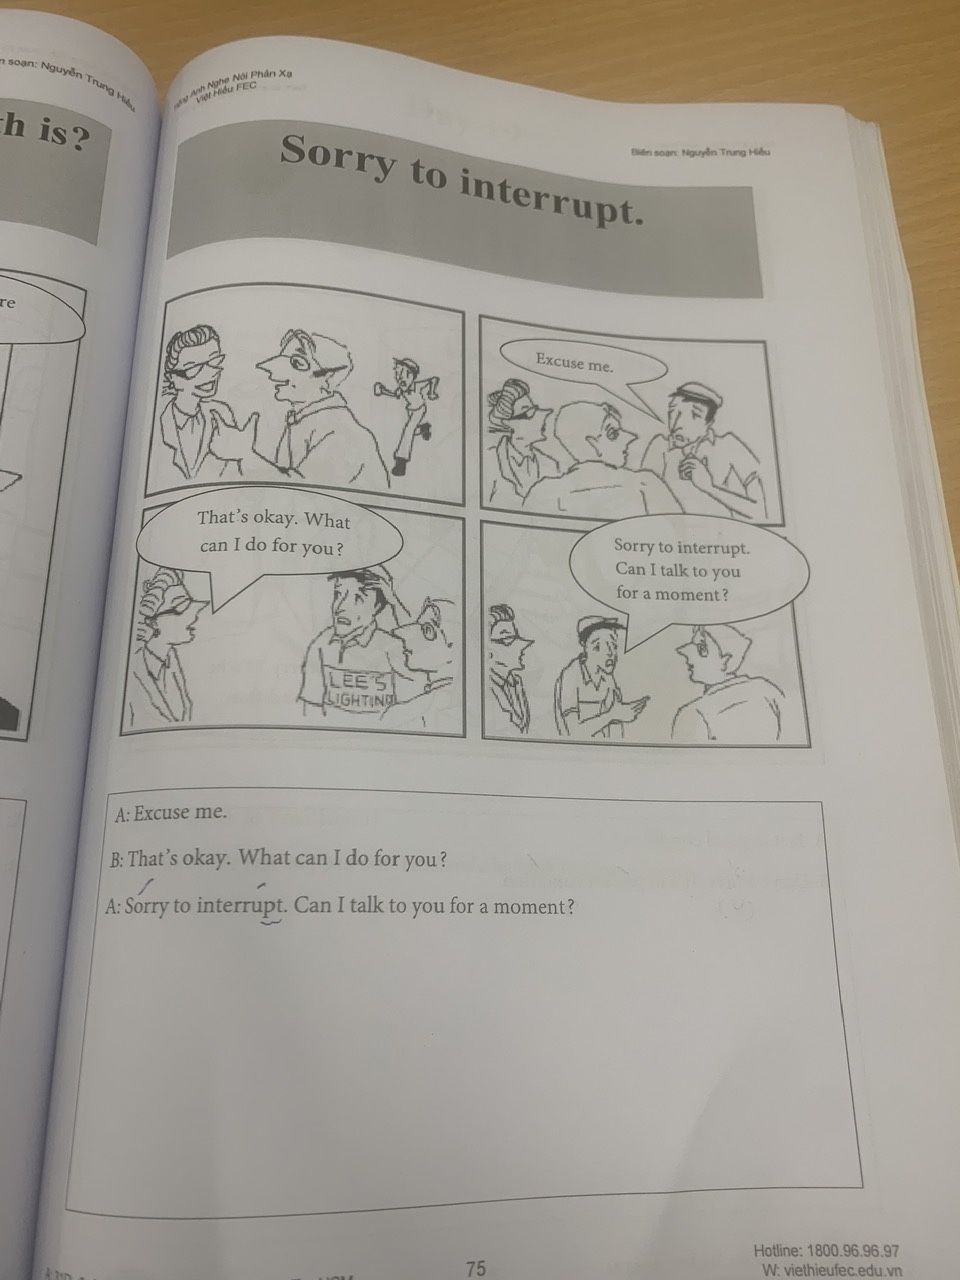 soạn: Nguyễn Trung Hiếu
h is?
re
Tiếng Anh Nghe Nói Phản Xạ
Việt Hiếu FEC
Biên soạn: Nguyễn Trung Hiếu
Sorry to interrupt.
Excuse me.
That's okay. What
can I do for you?
LEE'S
LIGHTING
Sorry to interrupt.
Can I talk to you
for a moment?
A: Excuse me.
B: That's okay. What can I do for you?
A: Sorry to interrupt. Can I talk to you for a moment?
75
Hotline: 1800.96.96.97
W: viethieufec.edu.vn